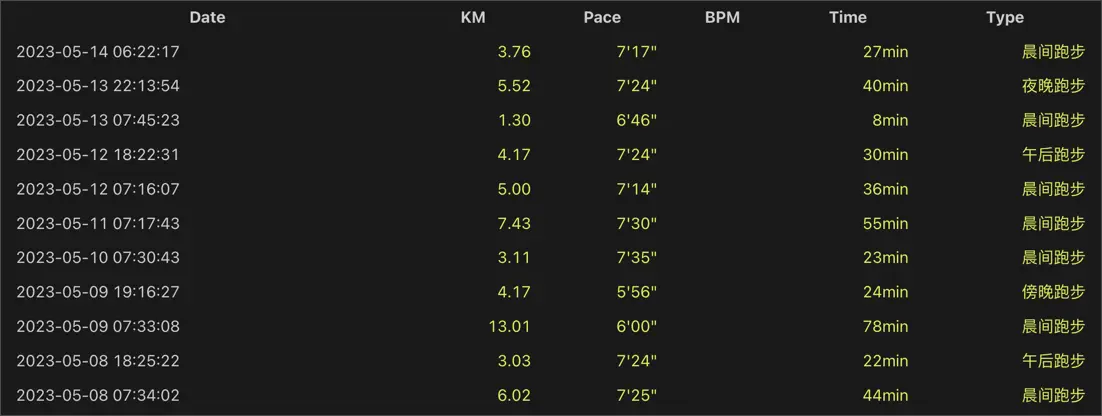 Date KM Pace BPM Time Type
2023-05-14 06:22:17 3.76 7'17" 27min 晨间跑步
2023-05-13 22:13:54 5.52 7'24" 40min 夜晚跑步
2023-05-13 07:45:23 1.30 6'46" 8min 晨间跑步
2023-05-12 18:22:31 4.17 7'24" 30min 午后跑步
2023-05-12 07:16:07 5.00 7'14" 36min 晨间跑步
2023-05-11 07:17:43 7.43 7'30" 55min 晨间跑步
2023-05-10 07:30:43 3.11 7'35" 23min 晨间跑步
2023-05-09 19:16:27 4.17 5'56" 24min 傍晚跑步
2023-05-09 07:33:08 13.01 6'00" 78min 晨间跑步
2023-05-08 18:25:22 3.03 7'24" 22min 午后跑步
2023-05-08 07:34:02 6.02 7'25" 44min 晨间跑步